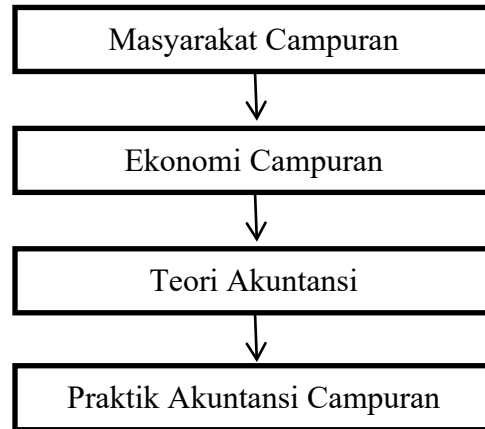 Masyarakat Campuran
Ekonomi Campuran
Teori Akuntansi
Praktik Akuntansi Campuran